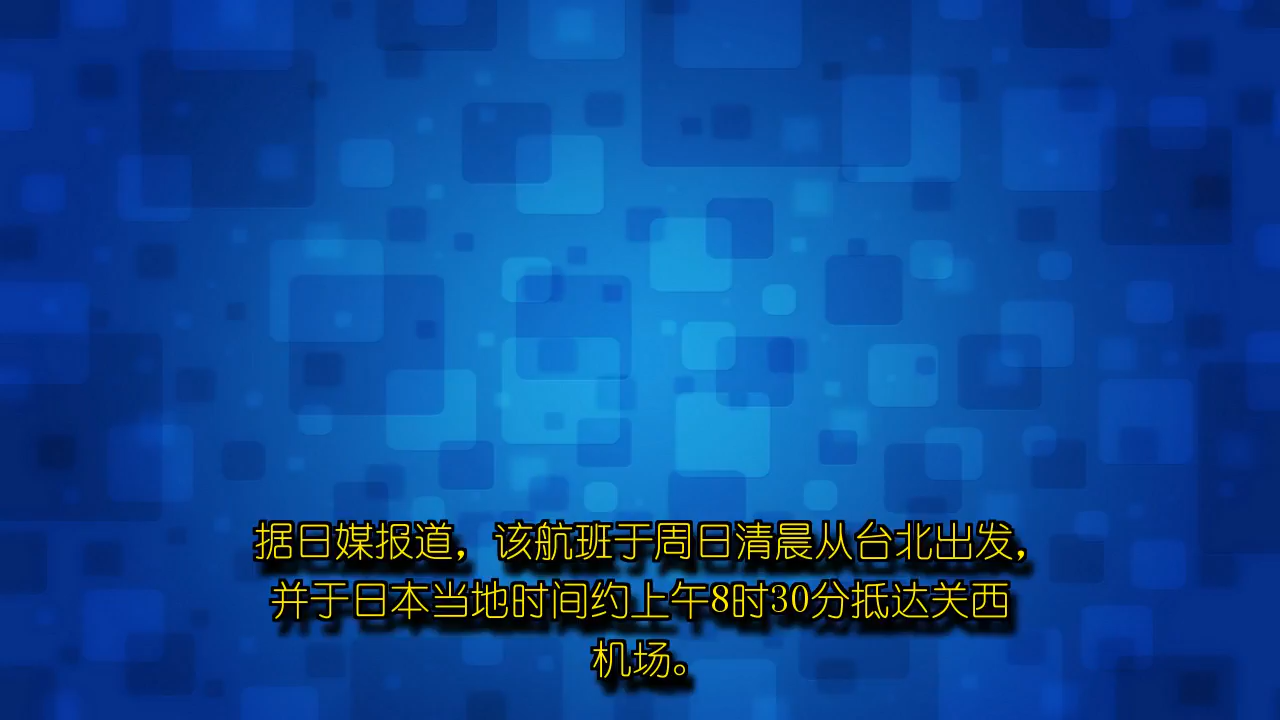 据日媒报道，该航班于周日清晨从台北出发，
并于日本当地时间约上午8时30分抵达关西
机场。